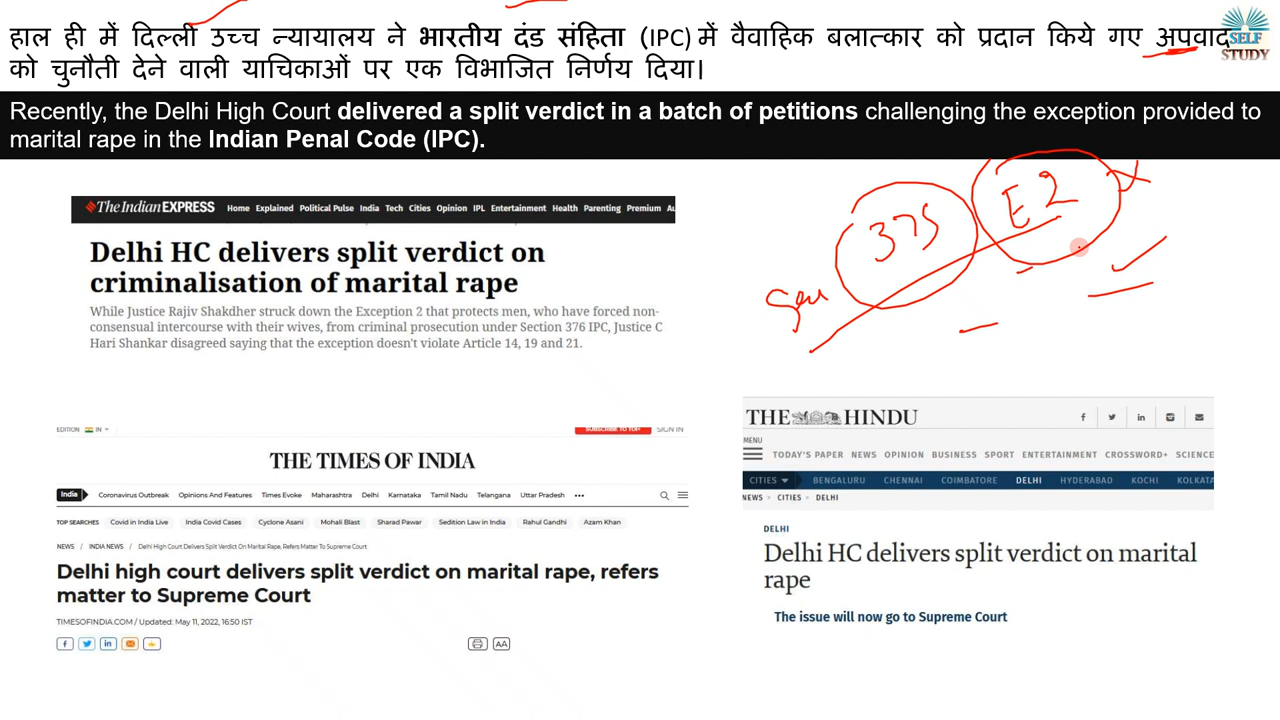 हाल ही में दिल्ली उच्च न्यायालय ने भारतीय दंड संहिता (IPC) में वैवाहिक बलात्कार को प्रदान किये गए अपवाद
को चुनौती देने वाली याचिकाओं पर एक विभाजित निर्णय दिया।
SELF
STUDY
Recently, the Delhi High Court delivered a split verdict in a batch of petitions challenging the exception provided to
marital rape in the Indian Penal Code (IPC).
The Indian EXPRESS Home Explained Political Pulse India Tech Cities Opinion IPL Entertainment Health Parenting Premium Au
Delhi HC delivers split verdict on
criminalisation of marital rape
While Justice Rajiv Shakdher struck down the Exception 2 that protects men, who have forced non-
consensual intercourse with their wives, from criminal prosecution under Section 376 IPC, Justice C
Hari Shankar disagreed saying that the exception doesn't violate Article 14, 19 and 21.
375
E2
EDITION IN
SUBSCRIBE TO TOI+ SIGN IN
THE TIMES OF INDIA
India Coronavirus Outbreak Opinions And Features Times Evoke Maharashtra Delhi Karnataka Tamil Nadu Telangana Uttar Pradesh •••
TOP SEARCHES Covid in India Live India Covid Cases Cyclone Asani Mohali Blast Sharad Pawar Sedition Law in India Rahul Gandhi Azam Khan
NEWS / INDIA NEWS / Delhi High Court Delivers Split Verdict On Marital Rape, Refers Matter To Supreme Court
Delhi high court delivers split verdict on marital rape, refers
matter to Supreme Court
TIMESOFINDIA.COM / Updated: May 11, 2022, 16:50 IST
AA
THE HINDU
MENU
TODAY'S PAPER NEWS OPINION BUSINESS SPORT ENTERTAINMENT CROSSWORD+ SCIENCE
CITIES BENGALURU CHENNAI COIMBATORE DELHI HYDERABAD KOCHI KOLKATA
NEWS > CITIES > DELHI
DELHI
Delhi HC delivers split verdict on marital
rape
The issue will now go to Supreme Court